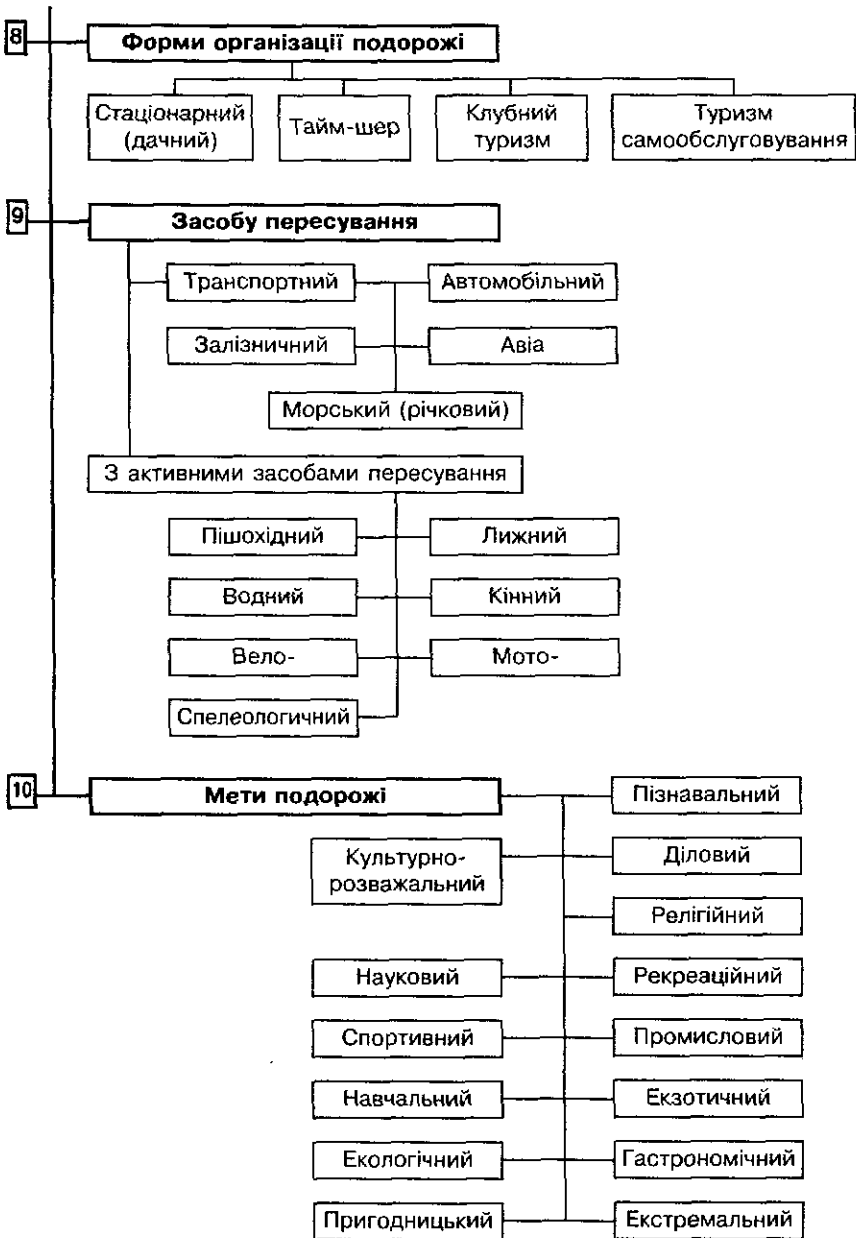 8 Форми організації подорожі
Стаціонарний
(дачний)
Тайм-шер
Клубний
туризм
Туризм
самообслуговування
9 Засобу пересування
Транспортний
Автомобільний
Залізничний
Авіа
Морський (річковий)
З активними засобами пересування
Пішохідний
Лижний
Водний
Кінний
Вело-
Мото-
Спелеологичний
10 Мети подорожі
Пізнавальний
Культурно-
розважальний
Діловий
Релігійний
Науковий
Рекреаційний
Спортивний
Промисловий
Навчальний
Екзотичний
Екологічний
Гастрономічний
Пригодницький
Екстремальний